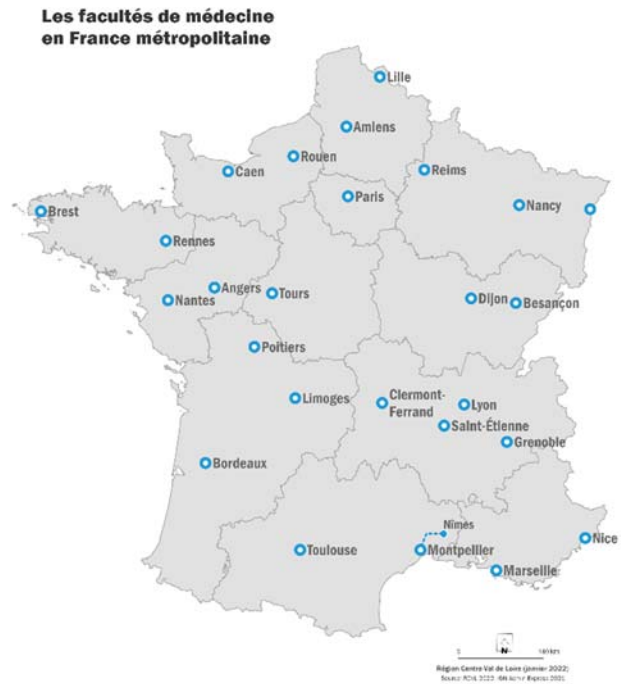 Les facultés de médecine
en France métropolitaine
Lille
Amiens
Rouen
Caen
Reims
Paris
Nancy
Brest
Rennes
Angers
Nantes
Tours
Dijon
Besançon
Poitiers
Limoges
Clermont-
Ferrand
Lyon
Saint-Étienne
Grenoble
Bordeaux
Nîmes
Toulouse
Montpellier
Nice
Marseille
N
0
Région Centre Val de Loire (janvier 2022)
Source: